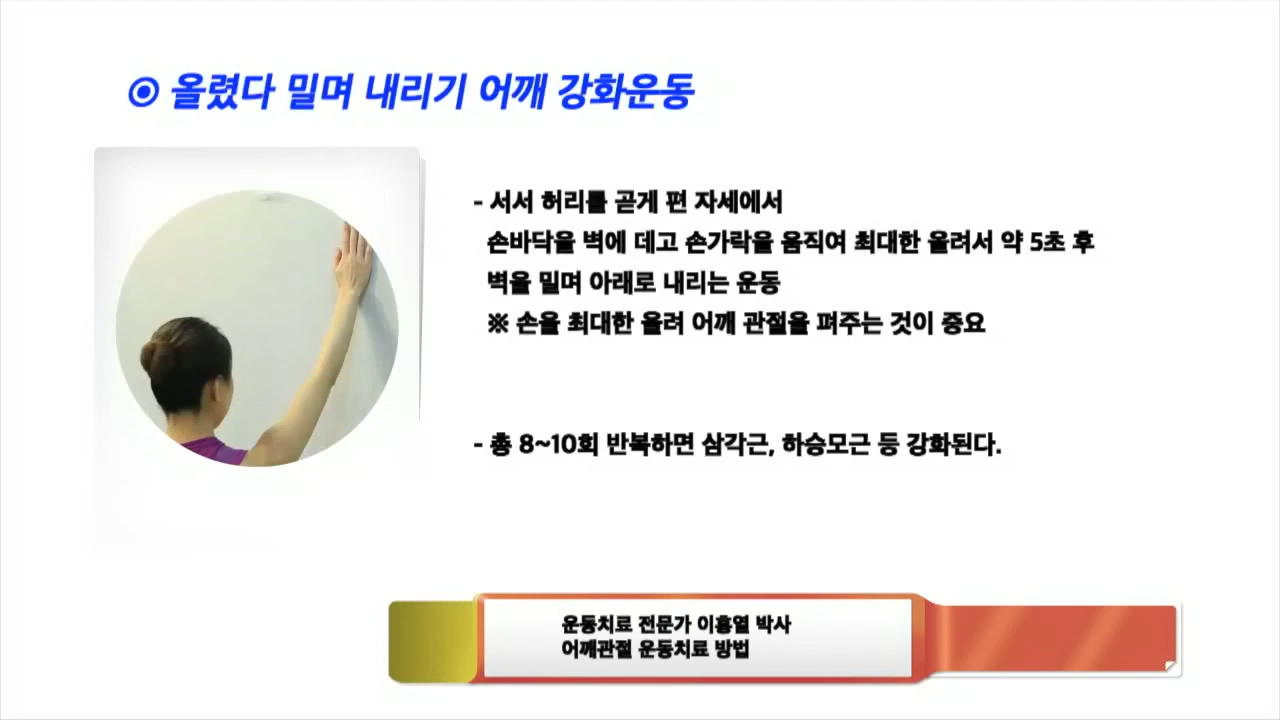 ◎ 올렸다 밀며 내리기 어깨 강화운동
- 서서 허리를 곧게 편 자세에서
손바닥을 벽에 데고 손가락을 움직여 최대한 올려서 약 5초 후
벽을 밀며 아래로 내리는 운동
※ 손을 최대한 올려 어깨 관절을 펴주는 것이 중요
- 총 8~10회 반복하면 삼각근, 하승모근 등 강화된다.
운동치료 전문가 이흥열 박사
어깨관절 운동치료 방법